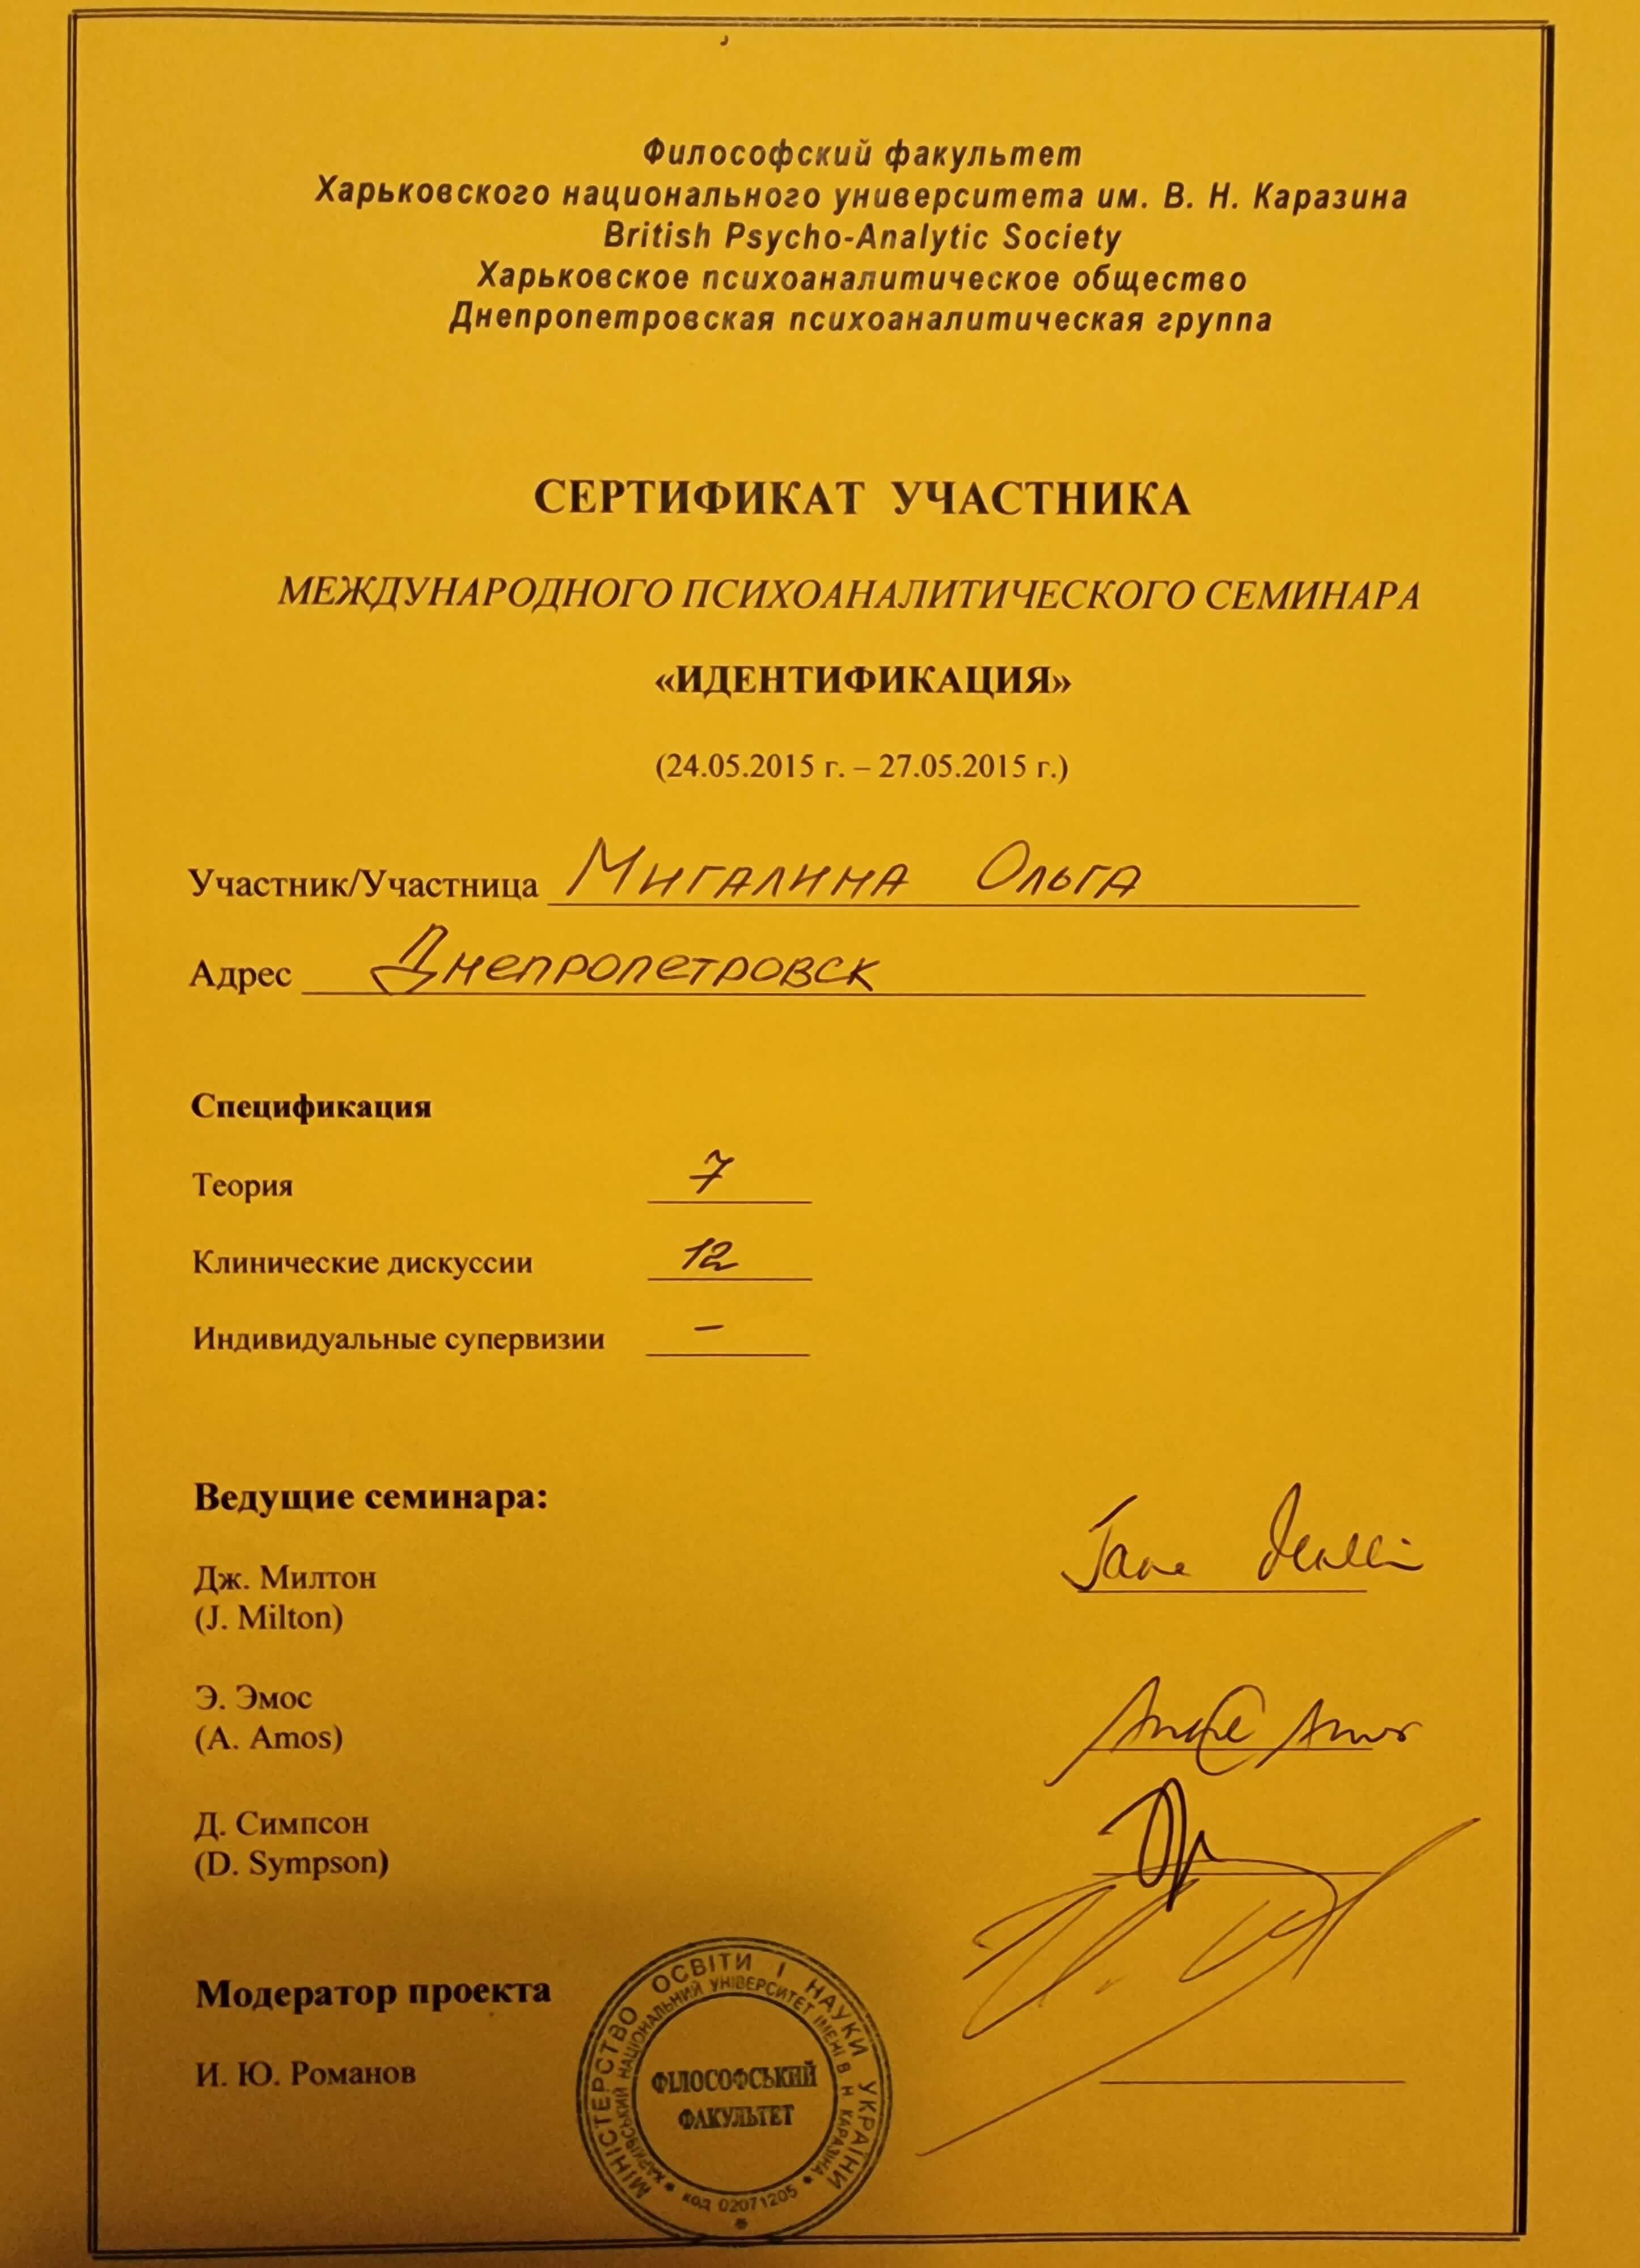 Философский факультет
Харьковского национального университета им. В. Н. Каразина
British Psycho-Analytic Society
Харьковское психоаналитическое общество
Днепропетровская психоаналитическая группа
СЕРТИФИКАТ УЧАСТНИКА
МЕЖДУНАРОДНОГО ПСИХОАНАЛИТИЧЕСКОГО СЕМИНАРА
«ИДЕНТИФИКАЦИЯ»
(24.05.2015 г. – 27.05.2015 г.)
Участник/Участница Мигалина Ольга
Адрес Днепропетровск
Спецификация
Теория 7
Клинические дискуссии 12
Индивидуальные супервизии –
Ведущие семинара:
Дж. Милтон
(J. Milton)
Jane
Э. Эмос
(A. Amos)
Amos
Д. Симпсон
(D. Sympson)
Модератор проекта
И. Ю. Романов
МІНІСТЕРСТВО ОСВІТИ І НАУКИ УКРАЇНИ
ХАРКІВСЬКИЙ НАЦІОНАЛЬНИЙ УНІВЕРСИТЕТ ІМЕНІ В Н КАРАЗІНА
ФІЛОСОФСЬКИЙ
ФАКУЛЬТЕТ
код 02071205